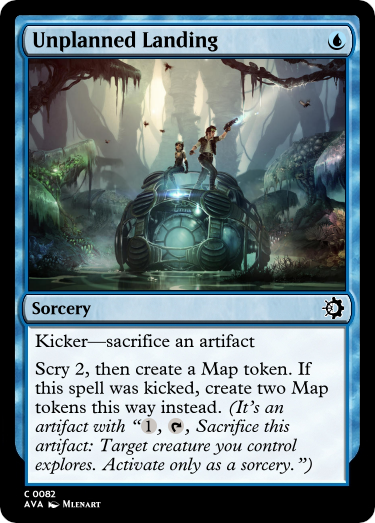 Unplanned Landing
Sorcery
Kicker—sacrifice an artifact
Scry 2, then create a Map token. If
this spell was kicked, create two Map
tokens this way instead. (It's an
artifact with “1, T, Sacrifice this
artifact: Target creature you control
explores. Activate only as a sorcery.”)
C 0082
AVA Mlenart